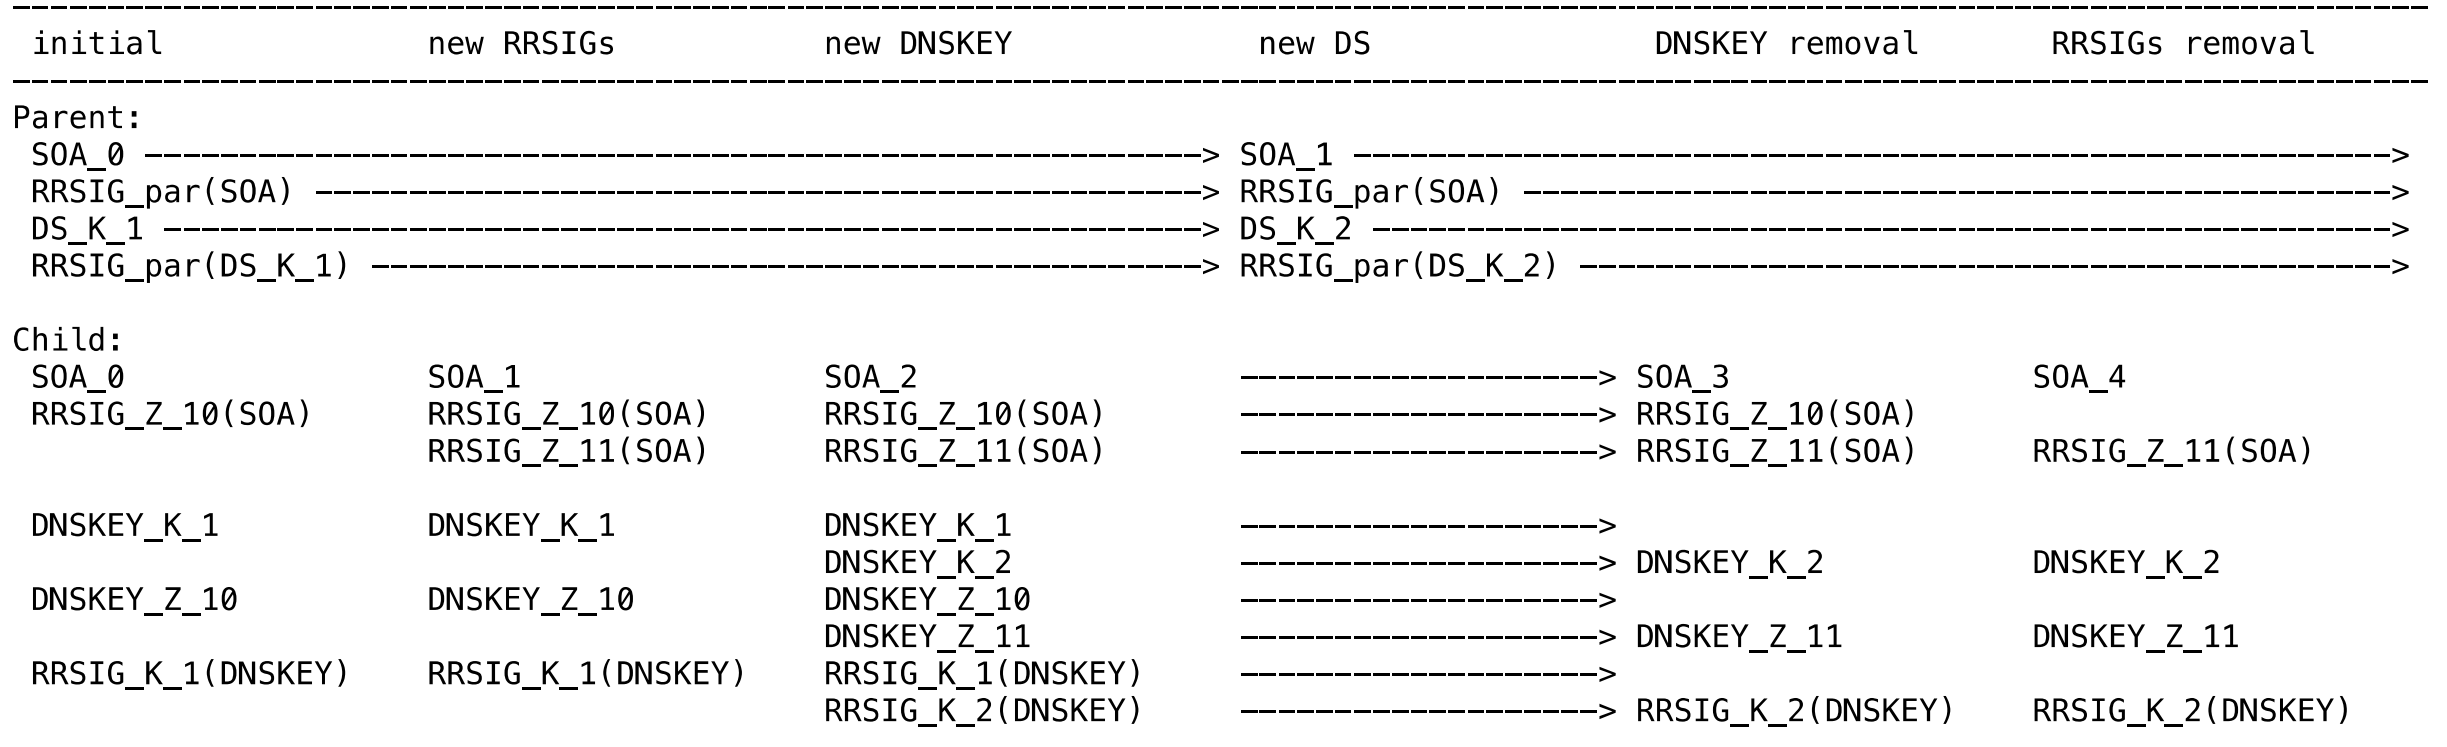 ----------------------------------------------------------------
initial new RRSIGs new DNSKEY new DS DNSKEY removal RRSIGs removal
----------------------------------------------------------------
Parent:
SOA_0 ----------------------------> SOA_1 ---------------------------->
RRSIG_par(SOA) -------------------> RRSIG_par(SOA) ------------------->
DS_K_1 ---------------------------> DS_K_2 --------------------------->
RRSIG_par(DS_K_1) ----------------> RRSIG_par(DS_K_2) ---------------->
Child:
SOA_0 SOA_1 SOA_2 -------------------> SOA_3 SOA_4
RRSIG_Z_10(SOA) RRSIG_Z_10(SOA) RRSIG_Z_10(SOA) -------------------> RRSIG_Z_10(SOA)
RRSIG_Z_11(SOA) RRSIG_Z_11(SOA) -------------------> RRSIG_Z_11(SOA) RRSIG_Z_11(SOA)
DNSKEY_K_1 DNSKEY_K_1 DNSKEY_K_1 ------------------->
DNSKEY_K_2 -------------------> DNSKEY_K_2 DNSKEY_K_2
DNSKEY_Z_10 DNSKEY_Z_10 DNSKEY_Z_10 ------------------->
DNSKEY_Z_11 -------------------> DNSKEY_Z_11 DNSKEY_Z_11
RRSIG_K_1(DNSKEY) RRSIG_K_1(DNSKEY) RRSIG_K_1(DNSKEY) ------------------->
RRSIG_K_2(DNSKEY) -------------------> RRSIG_K_2(DNSKEY) RRSIG_K_2(DNSKEY)